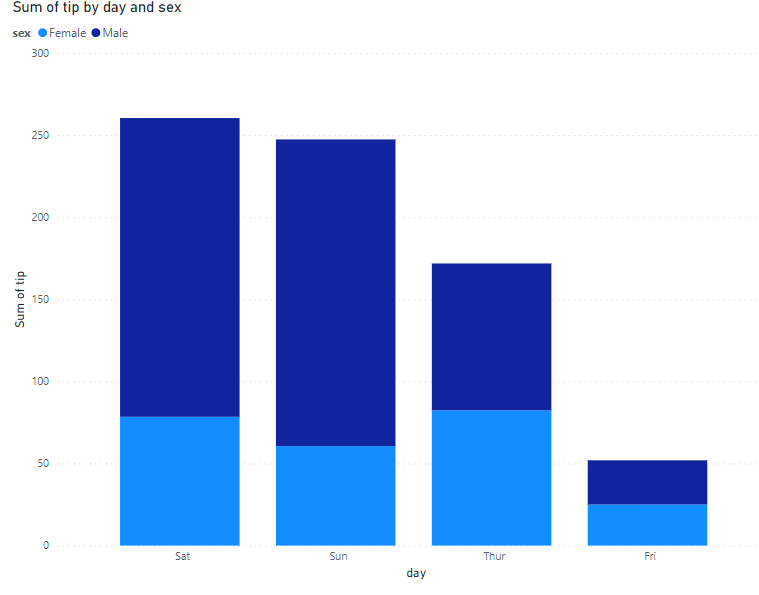 Sum of tip by day and sex
sex Female Male
300
250
200
150
100
50
0
Sum of tip
Sat Sun Thur Fri
day